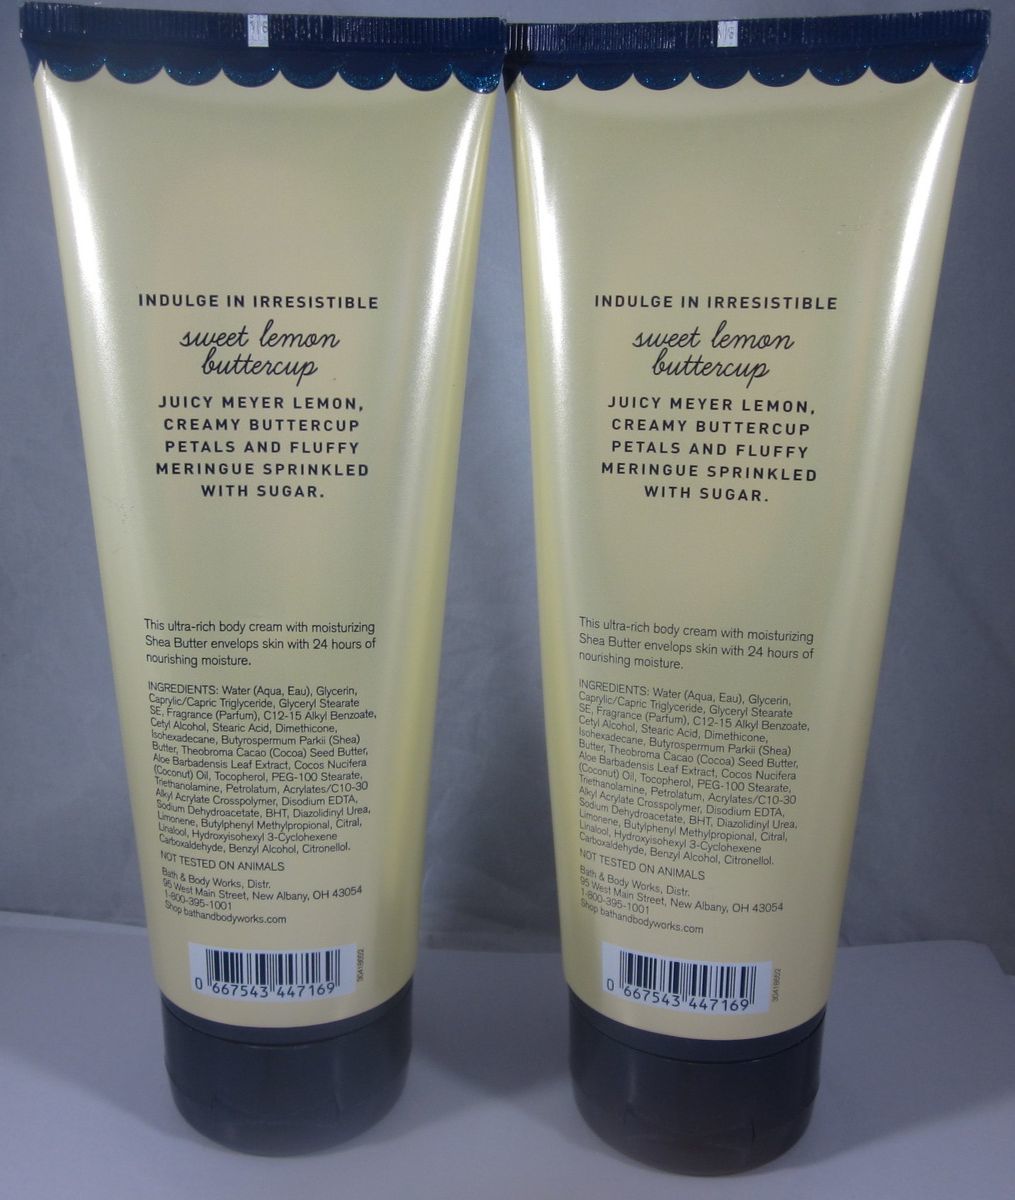 INDULGE IN IRRESISTIBLE
sweet lemon
buttercup
JUICY MEYER LEMON,
CREAMY BUTTERCUP
PETALS AND FLUFFY
MERINGUE SPRINKLED
WITH SUGAR.
This ultra-rich body cream with moisturizing
Shea Butter envelops skin with 24 hours of
nourishing moisture.
INGREDIENTS: Water (Aqua, Eau), Glycerin,
Caprylic/Capric Triglyceride, Glyceryl Stearate
SE, Fragrance (Parfum), C12-15 Alkyl Benzoate,
Cetyl Alcohol, Stearic Acid, Dimethicone,
Isohexadecane, Butyrospermum Parkii (Shea)
Butter, Theobroma Cacao (Cocoa) Seed Butter,
Aloe Barbadensis Leaf Extract, Cocos Nucifera
(Coconut) Oil, Tocopherol, PEG-100 Stearate,
Triethanolamine, Petrolatum, Acrylates/C10-30
Alkyl Acrylate Crosspolymer, Disodium EDTA,
Sodium Dehydroacetate, BHT, Diazolidinyl Urea,
Limonene, Butylphenyl Methylpropional, Citral,
Linalool, Hydroxyisohexyl 3-Cyclohexene
Carboxaldehyde, Benzyl Alcohol, Citronellol.
NOT TESTED ON ANIMALS
Bath & Body Works, Distr.
95 West Main Street, New Albany, OH 43054
1-800-395-1001
Shop bathandbodyworks.com
0 667543 447169
INDULGE IN IRRESISTIBLE
sweet lemon
buttercup
JUICY MEYER LEMON,
CREAMY BUTTERCUP
PETALS AND FLUFFY
MERINGUE SPRINKLED
WITH SUGAR.
This ultra-rich body cream with moisturizing
Shea Butter envelops skin with 24 hours of
nourishing moisture.
INGREDIENTS: Water (Aqua, Eau), Glycerin,
Caprylic/Capric Triglyceride, Glyceryl Stearate
SE, Fragrance (Parfum), C12-15 Alkyl Benzoate,
Cetyl Alcohol, Stearic Acid, Dimethicone,
Isohexadecane, Butyrospermum Parkii (Shea)
Butter, Theobroma Cacao (Cocoa) Seed Butter,
Aloe Barbadensis Leaf Extract, Cocos Nucifera
(Coconut) Oil, Tocopherol, PEG-100 Stearate,
Triethanolamine, Petrolatum, Acrylates/C10-30
Alkyl Acrylate Crosspolymer, Disodium EDTA,
Sodium Dehydroacetate, BHT, Diazolidinyl Urea,
Limonene, Butylphenyl Methylpropional, Citral,
Linalool, Hydroxyisohexyl 3-Cyclohexene
Carboxaldehyde, Benzyl Alcohol, Citronellol.
NOT TESTED ON ANIMALS
Bath & Body Works, Distr.
95 West Main Street, New Albany, OH 43054
1-800-395-1001
Shop bathandbodyworks.com
0 667543 447169